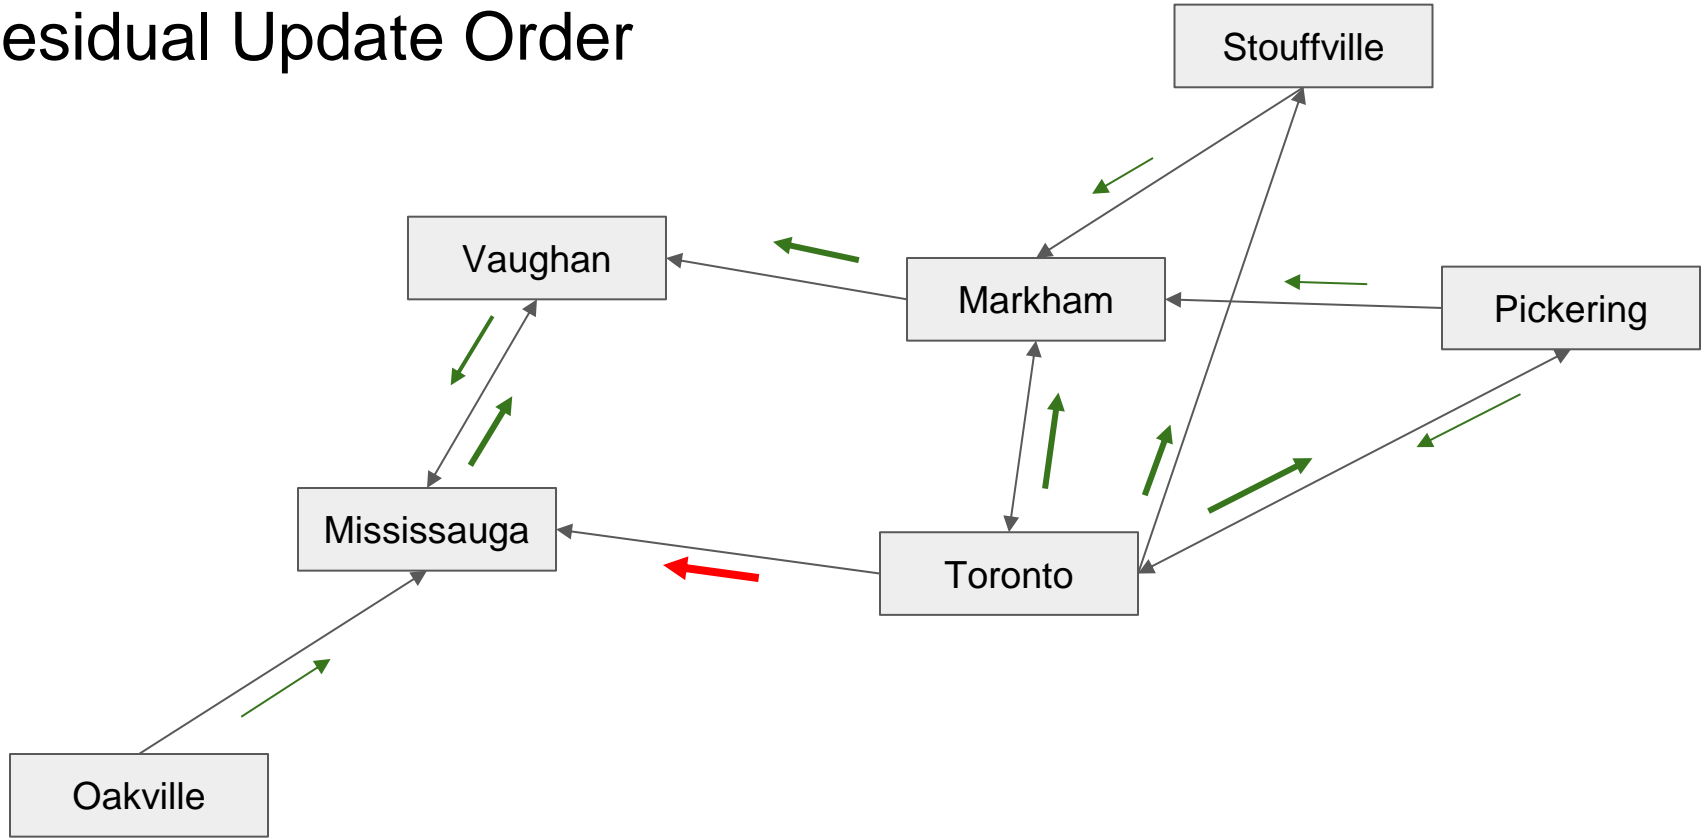 esidual Update Order
Stouffville
Vaughan
Markham
Pickering
Mississauga
Toronto
Oakville